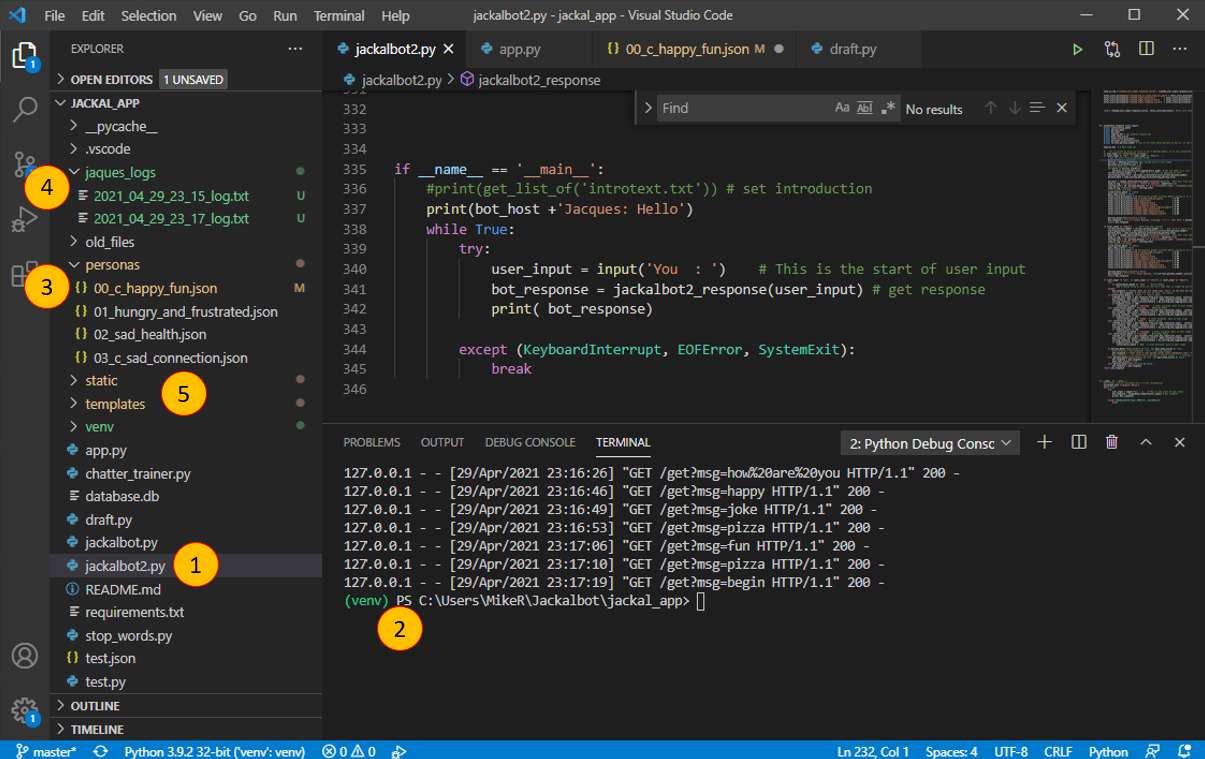 File Edit Selection View Go Run Terminal Help jackalbot2.py - jackal_app - Visual Studio Code
EXPLORER
1
OPEN EDITORS 1 UNSAVED
JACKAL_APP
__pycache__
.vscode
jaques_logs
4
2021_04_29_23_15_log.txt U
2021_04_29_23_17_log.txt U
old_files
personas
3
00_c_happy_fun.json M
01_hungry_and_frustrated.json
02_sad_health.json
03_c_sad_connection.json
static
5
templates
venv
app.py
chatter_trainer.py
database.db
draft.py
jackalbot.py
jackalbot2.py
1
README.md
requirements.txt
stop_words.py
test.json
test.py
OUTLINE
1
TIMELINE
jackalbot2.py app.py {} 00_c_happy_fun.json M draft.py
jackalbot2.py > jackalbot2_response
Find Aa Abl .* No results
331
332
333
334
335 if __name__ == '__main__':
336 #print(get_list_of('introtext.txt')) # set introduction
337 print(bot_host +'Jacques: Hello')
338 while True:
339 try:
340 user_input = input('You  : ') # This is the start of user input
341 bot_response = jackalbot2_response(user_input) # get response
342 print( bot_response)
343
344 except (KeyboardInterrupt, EOFError, SystemExit):
345 break
346
PROBLEMS OUTPUT DEBUG CONSOLE TERMINAL 2: Python Debug Consc
127.0.0.1 - - [29/Apr/2021 23:16:26] "GET /get?msg=how%20are%20you HTTP/1.1" 200 -
127.0.0.1 - - [29/Apr/2021 23:16:46] "GET /get?msg=happy HTTP/1.1" 200 -
127.0.0.1 - - [29/Apr/2021 23:16:49] "GET /get?msg=joke HTTP/1.1" 200 -
127.0.0.1 - - [29/Apr/2021 23:16:53] "GET /get?msg=pizza HTTP/1.1" 200 -
127.0.0.1 - - [29/Apr/2021 23:17:06] "GET /get?msg=fun HTTP/1.1" 200 -
127.0.0.1 - - [29/Apr/2021 23:17:10] "GET /get?msg=pizza HTTP/1.1" 200 -
127.0.0.1 - - [29/Apr/2021 23:17:19] "GET /get?msg=begin HTTP/1.1" 200 -
(venv) PS C:\Users\MikeR\Jackalbot\jackal_app>
2
master* Python 3.9.2 32-bit ('venv': venv) 0 0 Ln 232, Col 1 Spaces: 4 UTF-8 CRLF Python